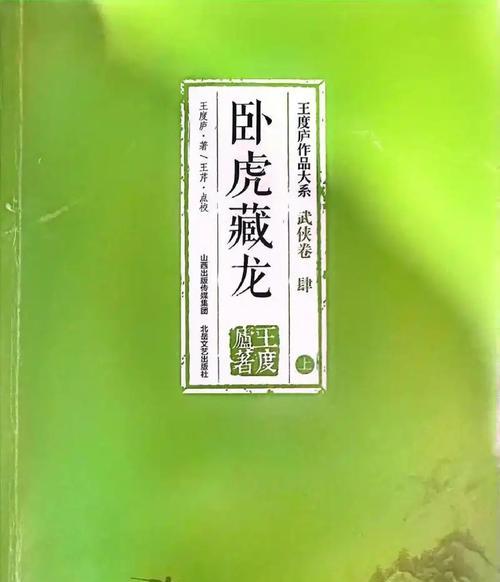 王度庐作品大系 武侠卷 肆
上
卧虎藏龙
王度
廬著
王度庐·著/王芹·点校
山西出版传媒集团
北岳文艺出版社